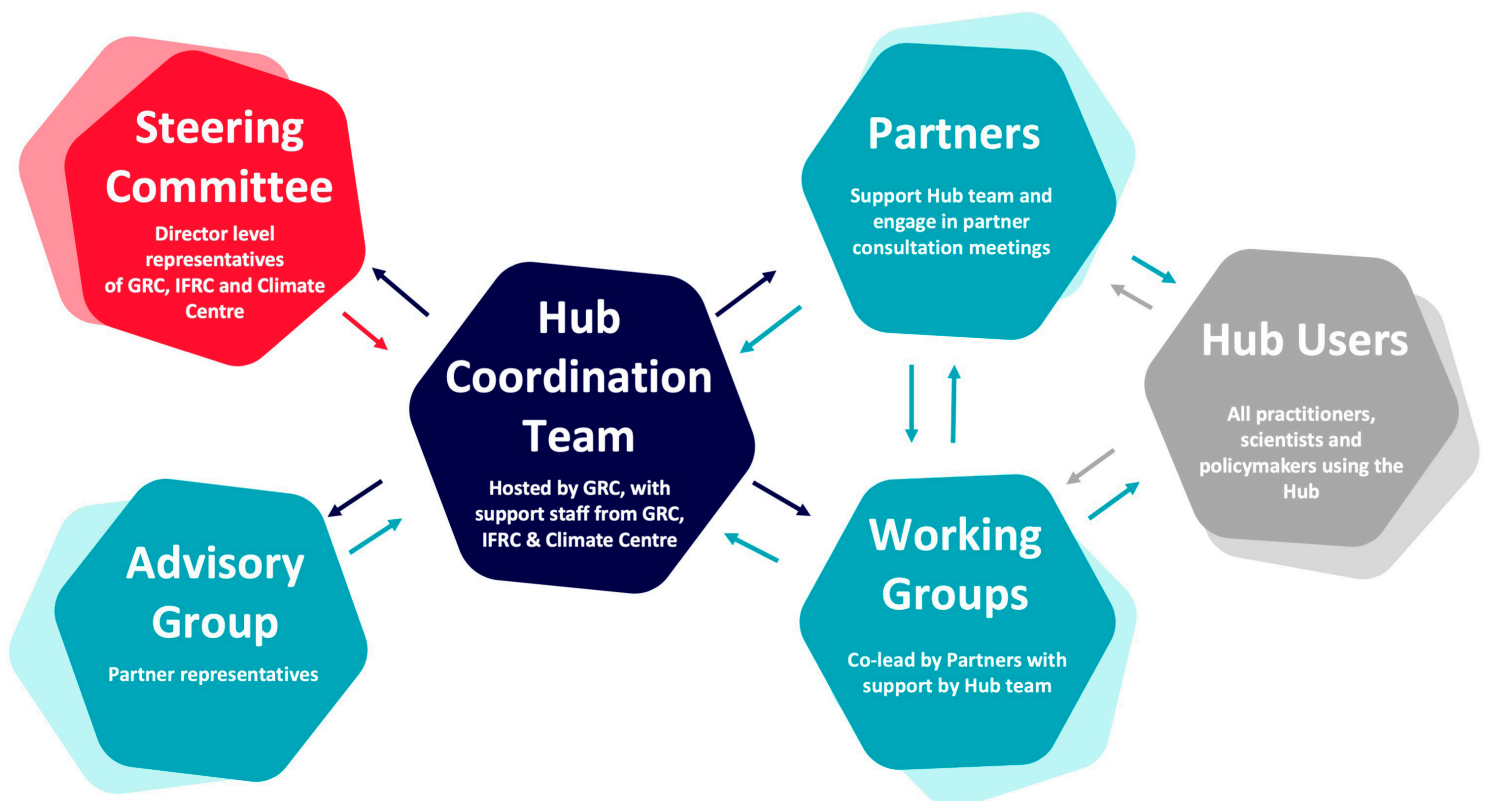 Steering
Committee
Director level
representatives
of GRC, IFRC and Climate
Centre
Partners
Support Hub team and
engage in partner
consultation meetings
Hub
Coordination
Team
Hosted by GRC, with
support staff from GRC,
IFRC & Climate Centre
Hub Users
All practitioners,
scientists and
policymakers using the
Hub
Advisory
Group
Partner representatives
Working
Groups
Co-lead by Partners with
support by Hub team